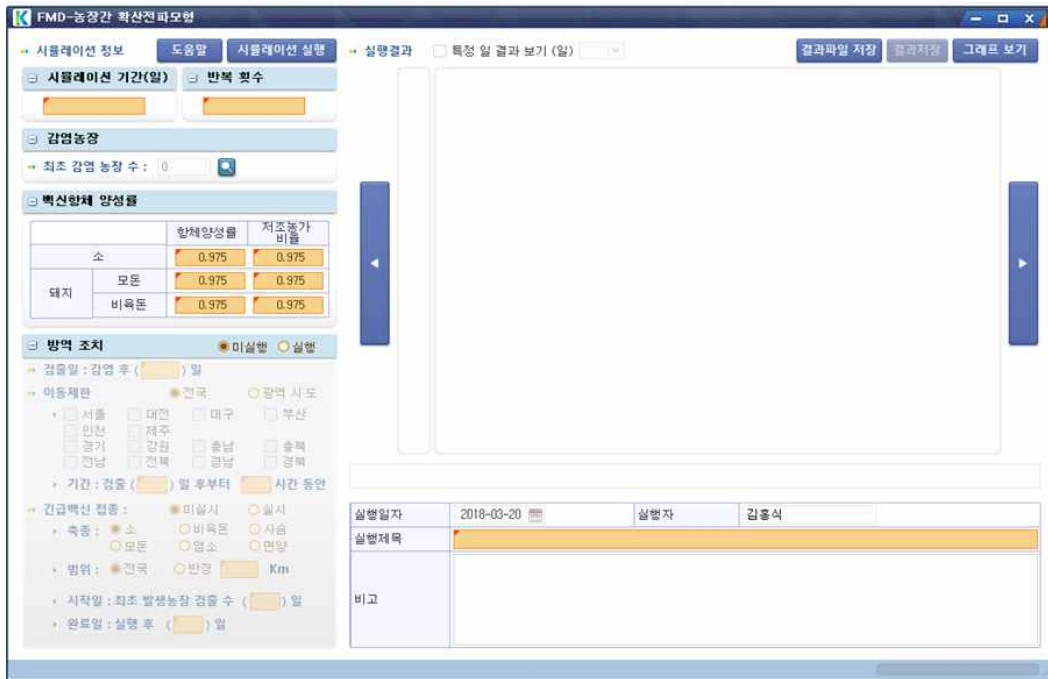 FMD-농장간 확산전파모형
시뮬레이션 정보 도움말 시뮬레이션 실행
시뮬레이션 기간(일) 반복 횟수
감염농장
최초 감염 농장 수 : 0
백신항체 양성률
항체양성률 저조농가 비율
소 0.975 0.975
돼지 모돈 0.975 0.975
비육돈 0.975 0.975
방역 조치 미실행 실행
검출일 : 감염 후 ( ) 일
이동제한 전국 광역 시·도
서울 대전 대구 부산
인천 제주
경기 강원 충남 충북
전남 전북 경남 경북
기간 : 검출 ( ) 일 후부터 시간 동안
긴급백신 접종 : 미실시 실시
축종 : 소 비육돈 사슴
모돈 염소 면양
범위 : 전국 반경 Km
시작일 : 최초 발생농장 검출 수 ( ) 일
완료일 : 실행 후 ( ) 일
실행결과 특정 일 결과 보기 (일) 결과파일 저장 결과저장 그래프 보기
실행일자 2018-03-20 실행자 김홍식
실행제목
비고